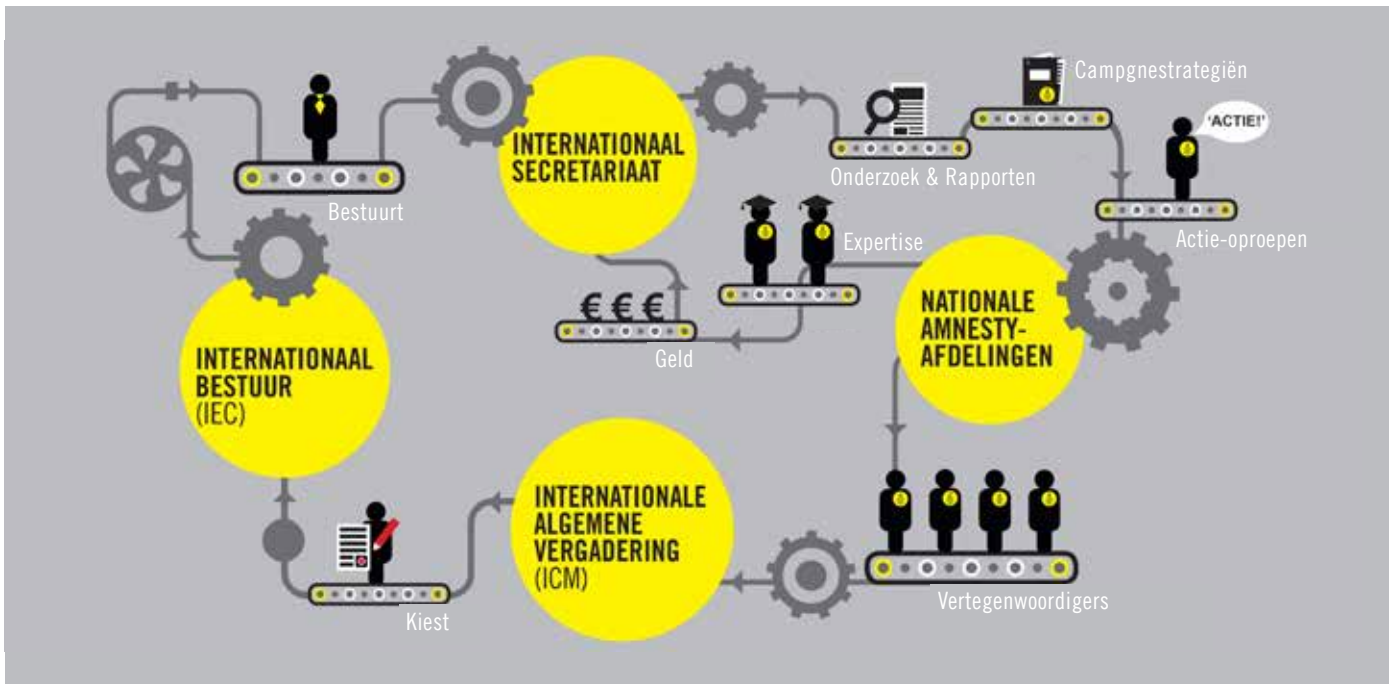 INTERNATIONAAL
SECRETARIAAT
Campgnestrategiën
'ACTIE!'
Onderzoek & Rapporten
Bestuurt
Actie-oproepen
Expertise
€ € €
Geld
NATIONALE
AMNESTY-
AFDELINGEN
INTERNATIONAAL
BESTUUR
(IEC)
INTERNATIONALE
ALGEMENE
VERGADERING
(ICM)
Vertegenwoordigers
Kiest